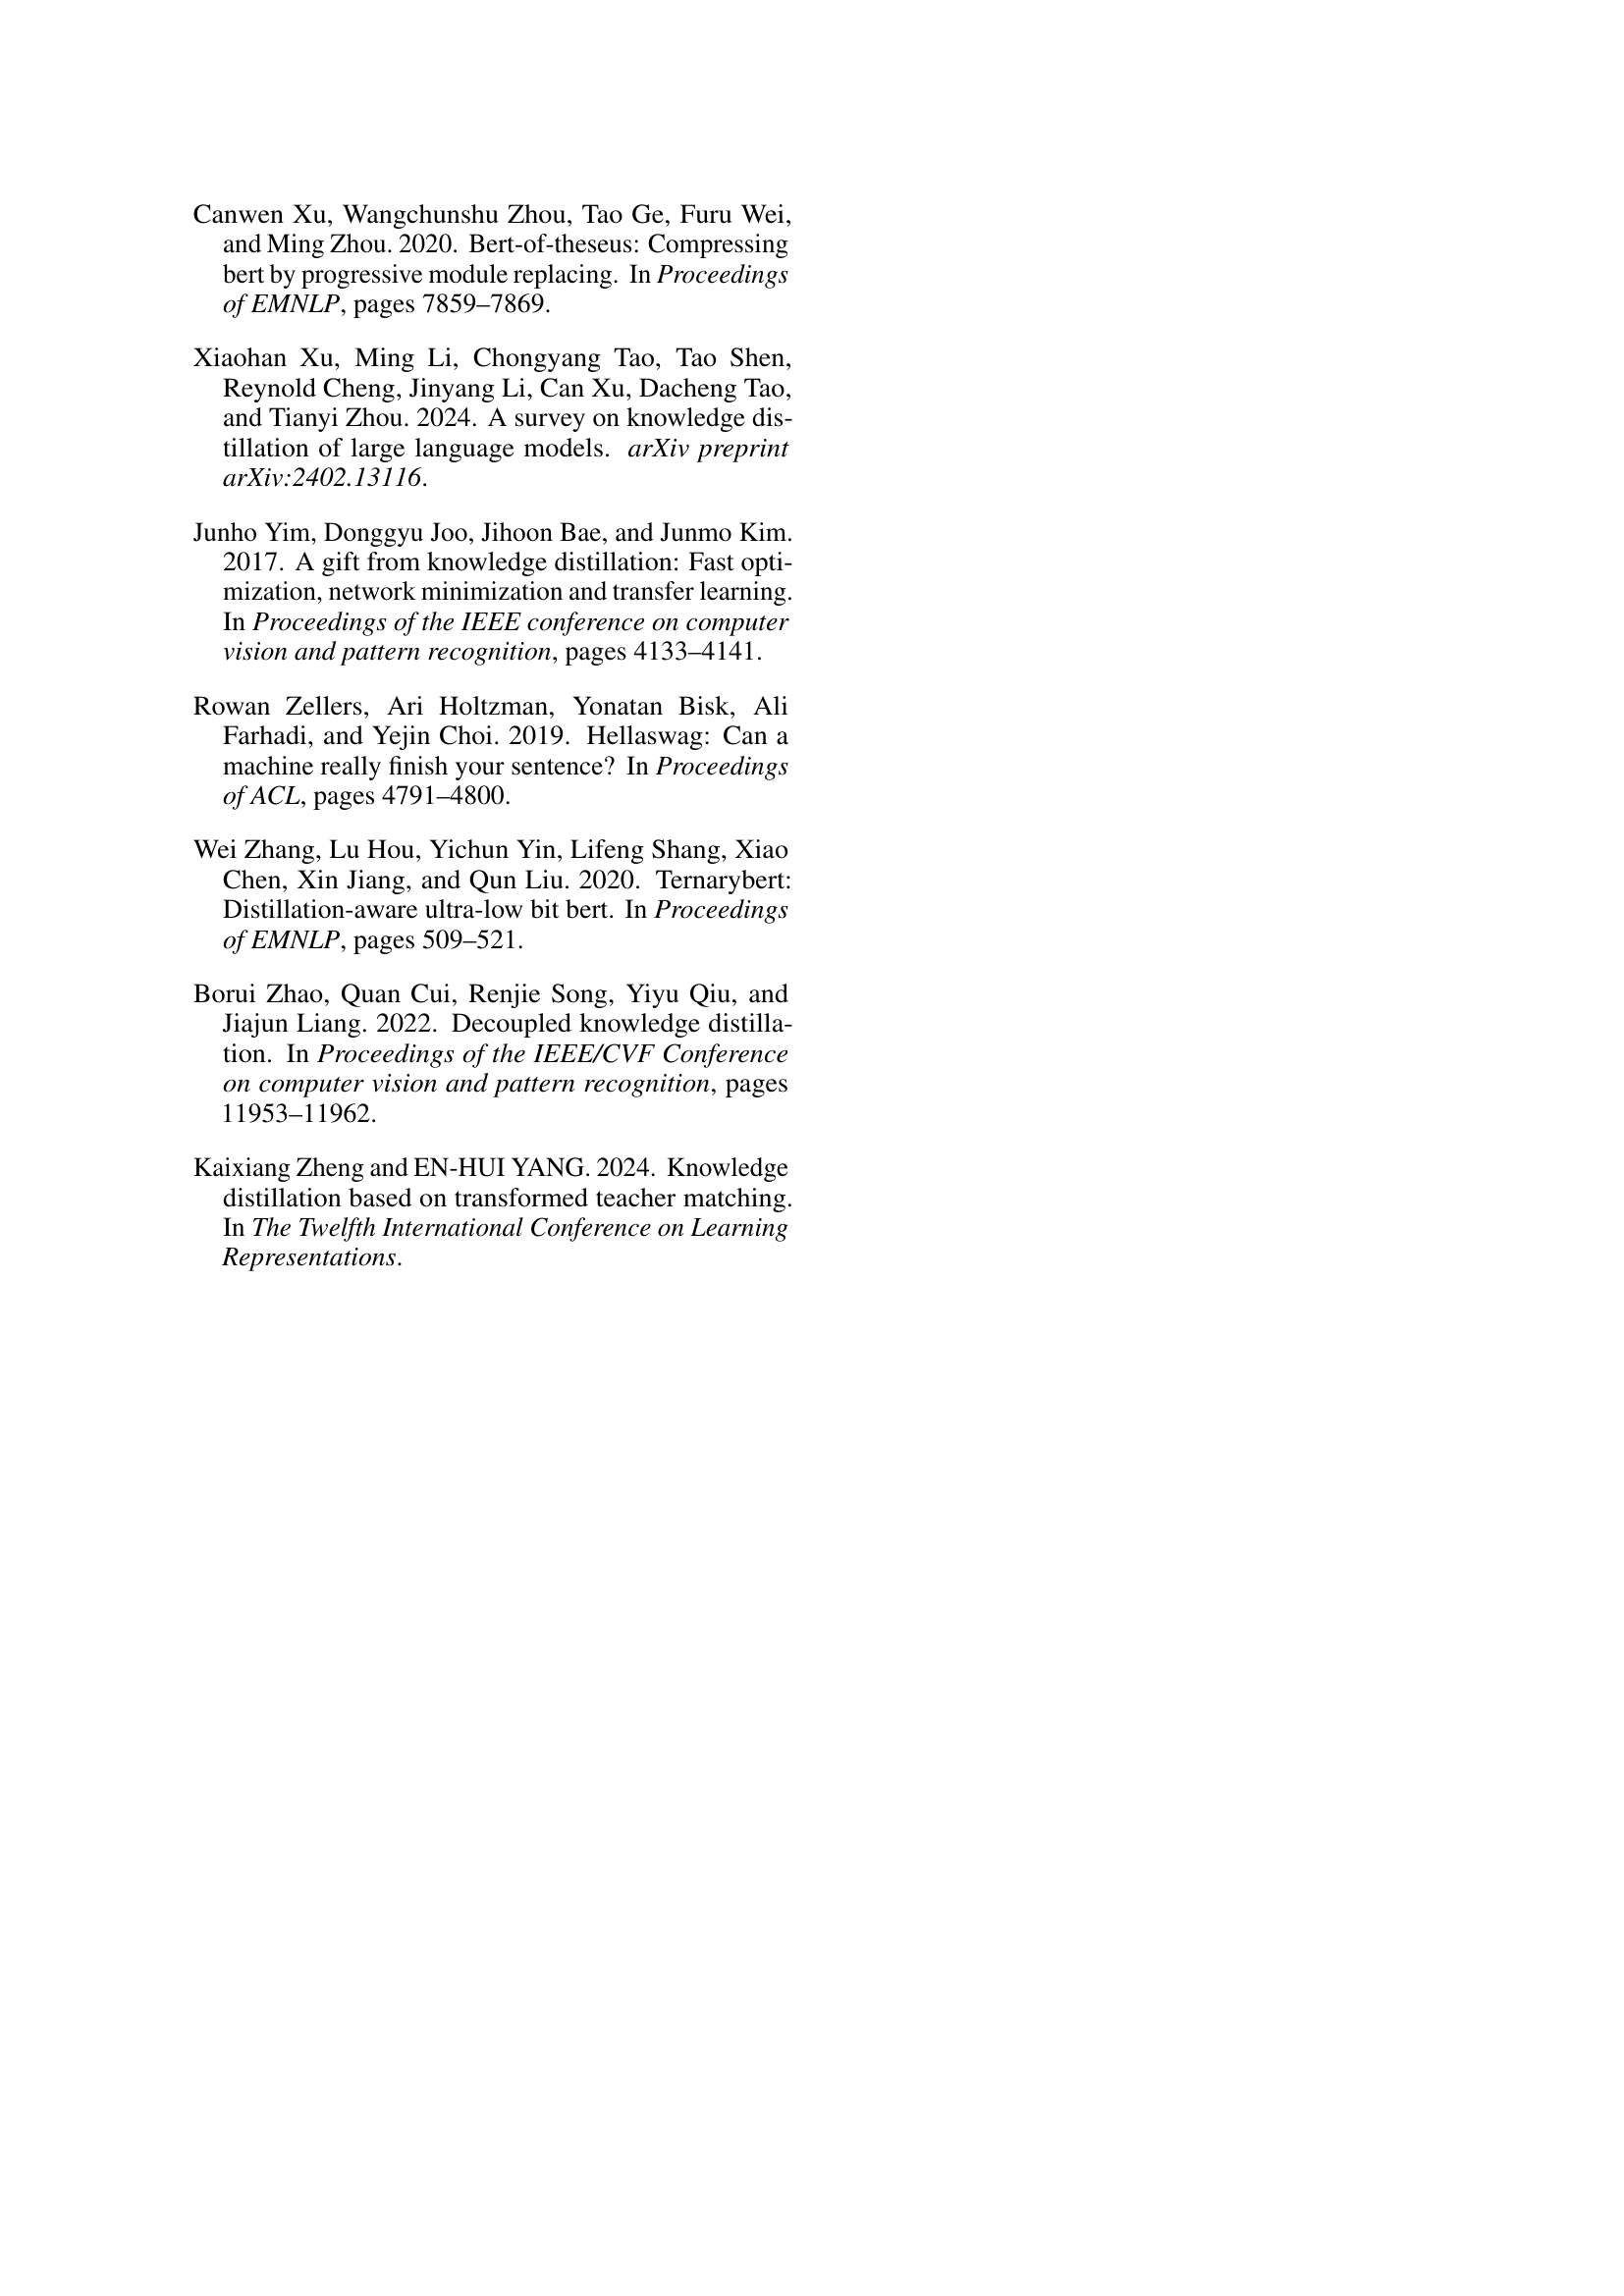 Canwen Xu, Wangchunshu Zhou, Tao Ge, Furu Wei,
and Ming Zhou. 2020. Bert-of-theseus: Compressing
bert by progressive module replacing. In Proceedings
of EMNLP, pages 7859–7869.
Xiaohan Xu, Ming Li, Chongyang Tao, Tao Shen,
Reynold Cheng, Jinyang Li, Can Xu, Dacheng Tao,
and Tianyi Zhou. 2024. A survey on knowledge dis-
tillation of large language models. arXiv preprint
arXiv:2402.13116.
Junho Yim, Donggyu Joo, Jihoon Bae, and Junmo Kim.
2017. A gift from knowledge distillation: Fast opti-
mization, network minimization and transfer learning.
In Proceedings of the IEEE conference on computer
vision and pattern recognition, pages 4133–4141.
Rowan Zellers, Ari Holtzman, Yonatan Bisk, Ali
Farhadi, and Yejin Choi. 2019. Hellaswag: Can a
machine really finish your sentence? In Proceedings
of ACL, pages 4791–4800.
Wei Zhang, Lu Hou, Yichun Yin, Lifeng Shang, Xiao
Chen, Xin Jiang, and Qun Liu. 2020. Ternarybert:
Distillation-aware ultra-low bit bert. In Proceedings
of EMNLP, pages 509–521.
Borui Zhao, Quan Cui, Renjie Song, Yiyu Qiu, and
Jiajun Liang. 2022. Decoupled knowledge distilla-
tion. In Proceedings of the IEEE/CVF Conference
on computer vision and pattern recognition, pages
11953–11962.
Kaixiang Zheng and EN-HUI YANG. 2024. Knowledge
distillation based on transformed teacher matching.
In The Twelfth International Conference on Learning
Representations.